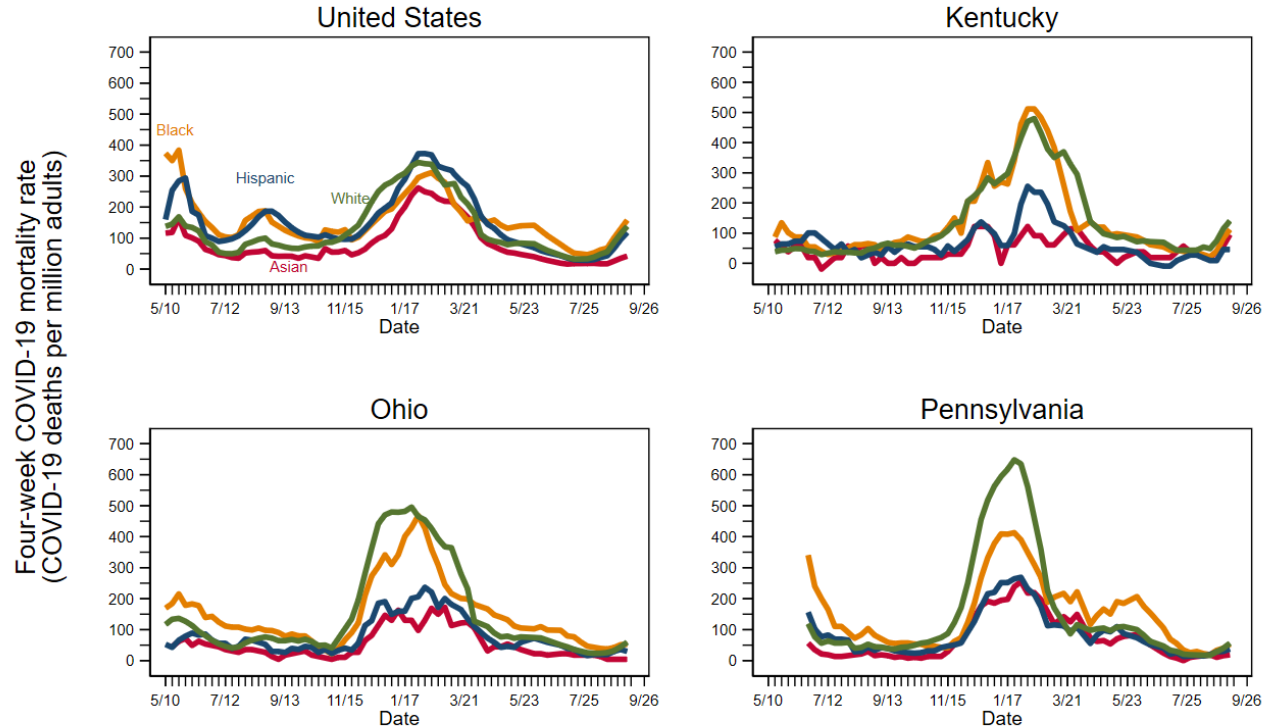 United States
Kentucky
Four-week COVID-19 mortality rate
(COVID-19 deaths per million adults)
700
600
500
400
300
200
100
0
Black
Hispanic
White
Asian
5/10 7/12 9/13 11/15 1/17 3/21 5/23 7/25 9/26
Date
700
600
500
400
300
200
100
0
5/10 7/12 9/13 11/15 1/17 3/21 5/23 7/25 9/26
Date
Ohio
Pennsylvania
700
600
500
400
300
200
100
0
5/10 7/12 9/13 11/15 1/17 3/21 5/23 7/25 9/26
Date
700
600
500
400
300
200
100
0
5/10 7/12 9/13 11/15 1/17 3/21 5/23 7/25 9/26
Date